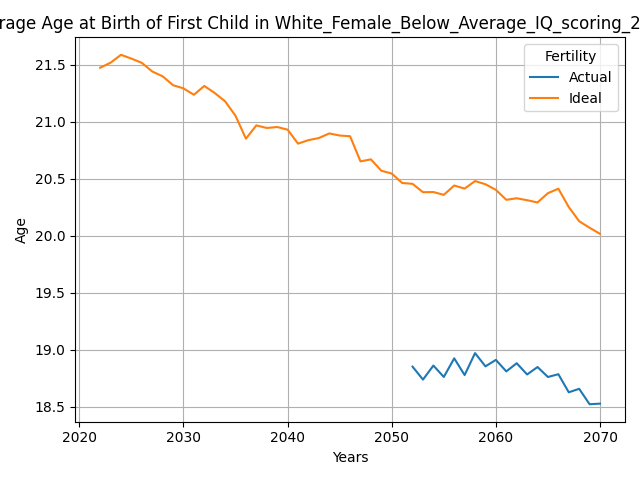 rage Age at Birth of First Child in White_Female_Below_Average_IQ_scoring_2
Fertility
Actual
Ideal
21.5
21.0
20.5
20.0
19.5
19.0
18.5
Age
2020 2030 2040 2050 2060 2070
Years